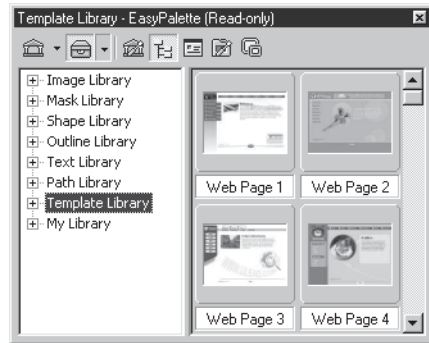 Template Library - EasyPalette (Read-only)
Image Library
Mask Library
Shape Library
Outline Library
Text Library
Path Library
Template Library
My Library
Web Page 1
Web Page 2
Web Page 3
Web Page 4